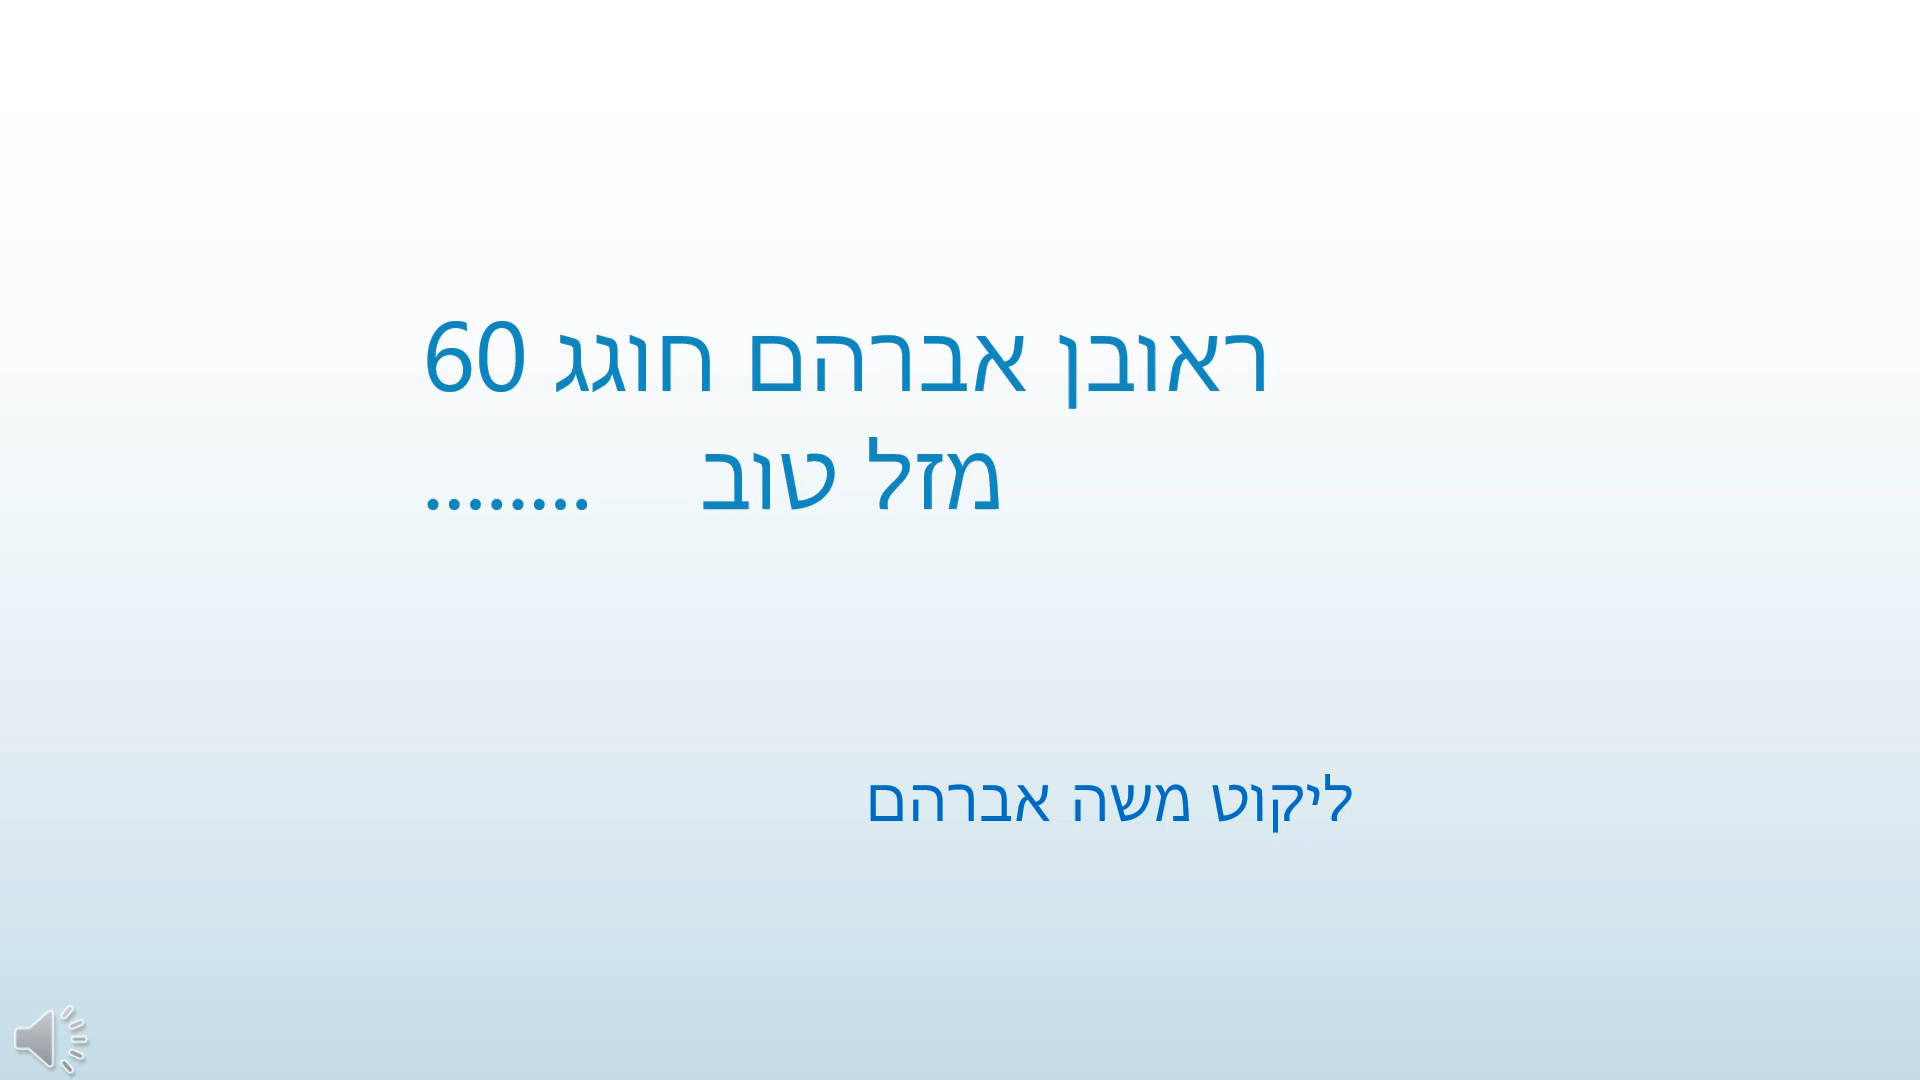 ראובן אברהם חוגג 60
מזל טוב ........
ליקוט משה אברהם